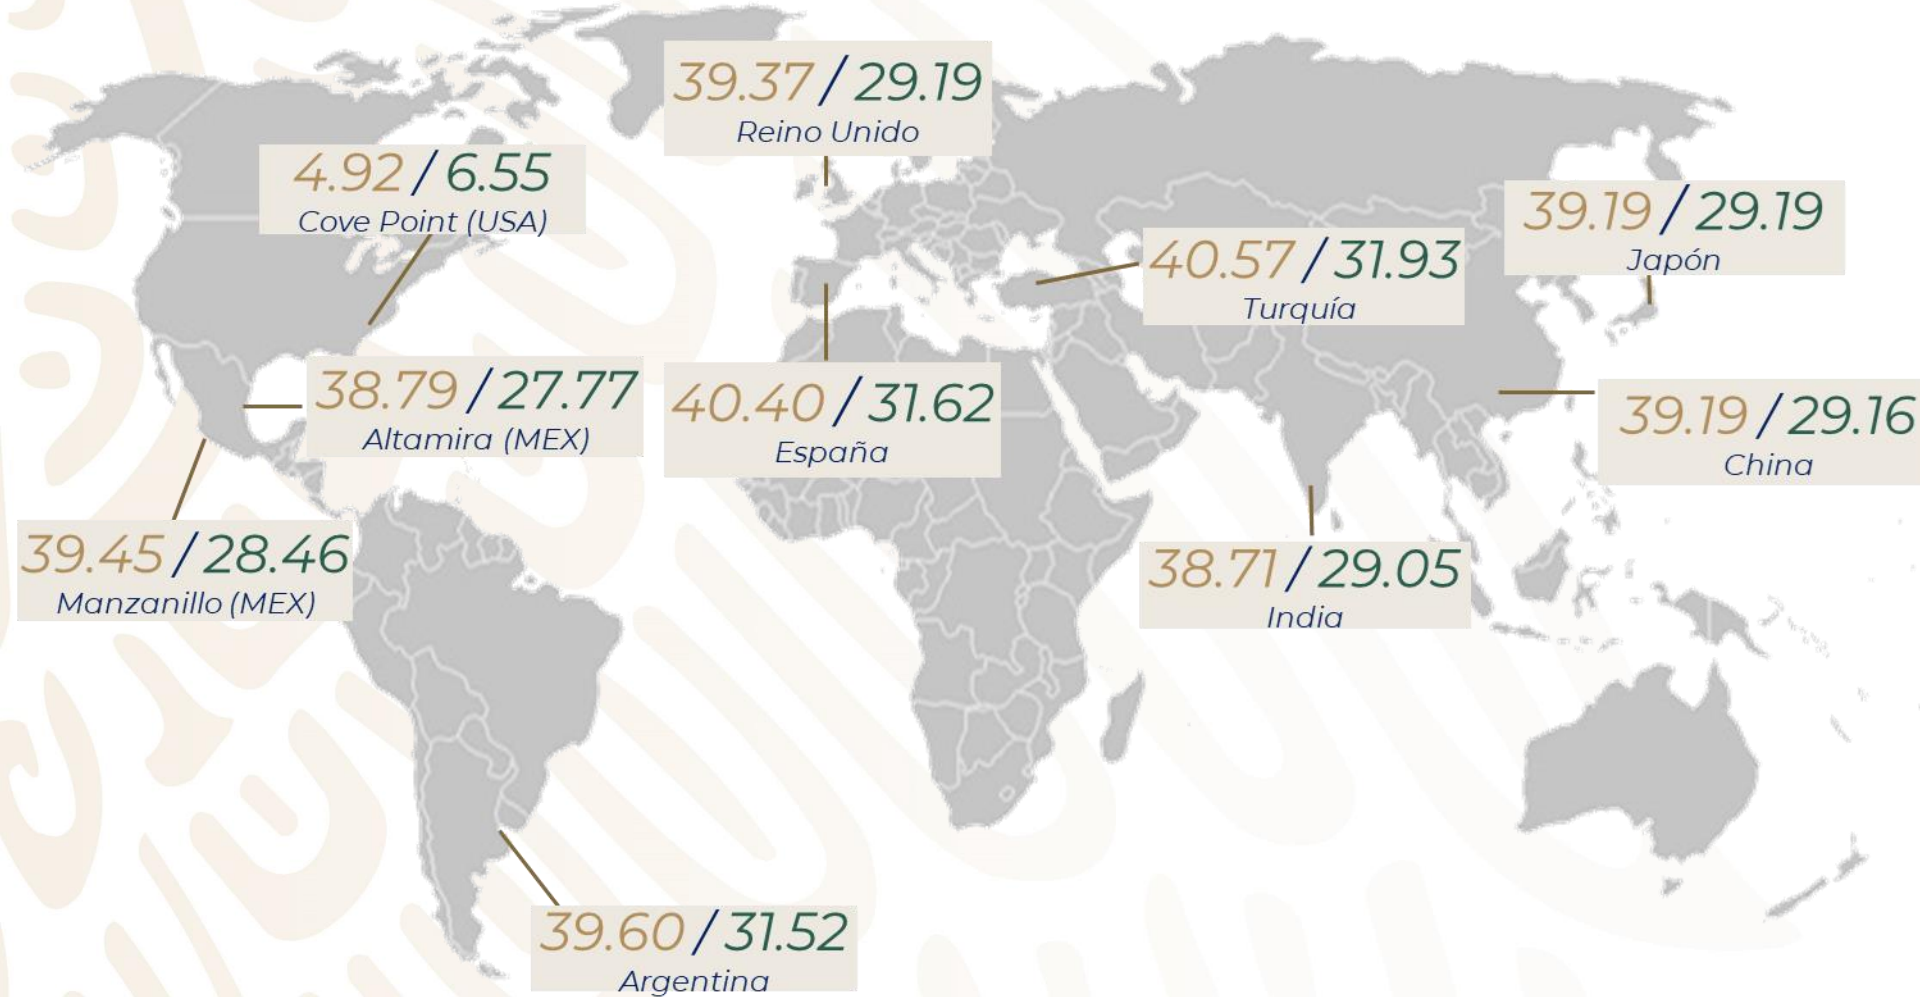 39.37 / 29.19
Reino Unido
4.92 / 6.55
Cove Point (USA)
39.19 / 29.19
Japón
40.57 / 31.93
Turquía
38.79 / 27.77
Altamira (MEX)
40.40 / 31.62
España
39.19 / 29.16
China
39.45 / 28.46
Manzanillo (MEX)
38.71 / 29.05
India
39.60 / 31.52
Argentina